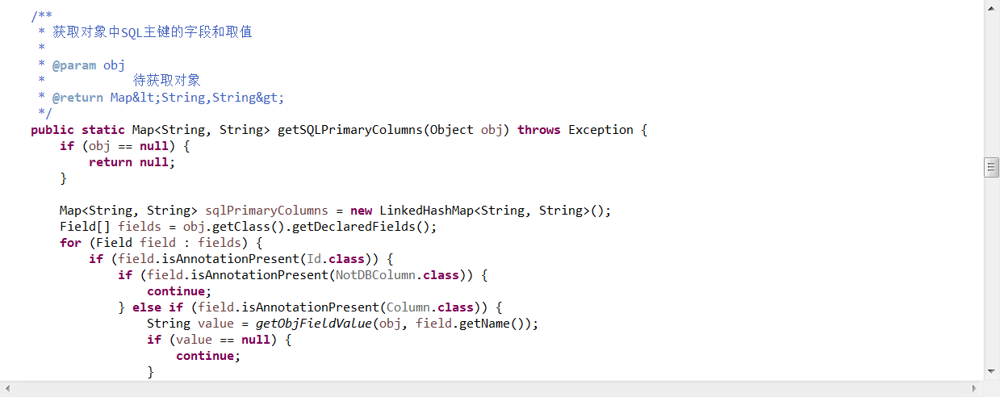 /**
 * 获取对象中SQL主键的字段和取值
 *
 * @param obj
 *            待获取对象
 * @return Map&lt;String,String&gt;
 */
public static Map<String, String> getSQLPrimaryColumns(Object obj) throws Exception {
    if (obj == null) {
        return null;
    }

    Map<String, String> sqlPrimaryColumns = new LinkedHashMap<String, String>();
    Field[] fields = obj.getClass().getDeclaredFields();
    for (Field field : fields) {
        if (field.isAnnotationPresent(Id.class)) {
            if (field.isAnnotationPresent(NotDBColumn.class)) {
                continue;
            } else if (field.isAnnotationPresent(Column.class)) {
                String value = getObjFieldValue(obj, field.getName());
                if (value == null) {
                    continue;
                }